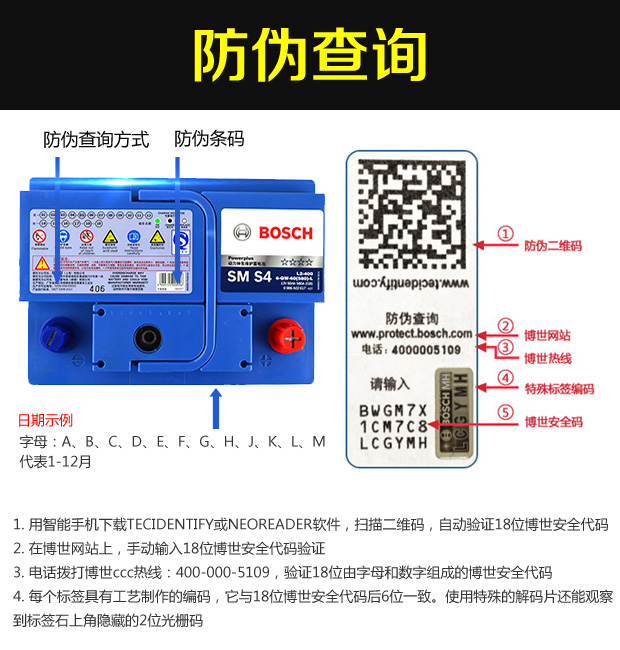 防伪查询
防伪查询方式
防伪条码
BOSCH
Powerplus
SM S4
L2-400
406
日期示例
字母：A、B、C、D、E、F、G、H、J、K、L、M
代表1-12月
www.tecidentify.com
防伪查询
www.protect.bosch.com
电话：4000005109
请输入
BWGM7X
1CM7C8
LCGYMH
BOSCH MH
LCGYMH
① 防伪二维码
② 博世网站
③ 博世热线
④ 特殊标签编码
⑤ 博世安全码
1. 用智能手机下载TECIDENTIFY或NEOREADER软件，扫描二维码，自动验证18位博世安全代码
2. 在博世网站上，手动输入18位博世安全代码验证
3. 电话拨打博世ccc热线：400-000-5109，验证18位由字母和数字组成的博世安全代码
4. 每个标签具有工艺制作的编码，它与18位博世安全代码后6位一致。使用特殊的解码片还能观察
到标签石上角隐藏的2位光栅码